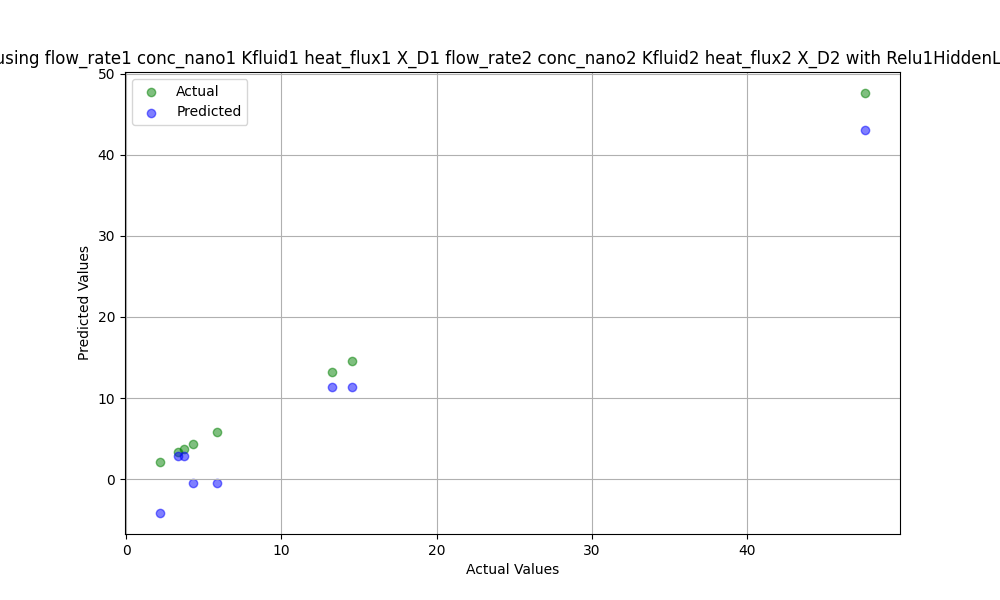 using flow_rate1 conc_nano1 Kfluid1 heat_flux1 X_D1 flow_rate2 conc_nano2 Kfluid2 heat_flux2 X_D2 with Relu1HiddenL
50
40
30
20
10
0
Predicted Values
Actual
Predicted
0 10 20 30 40
Actual Values